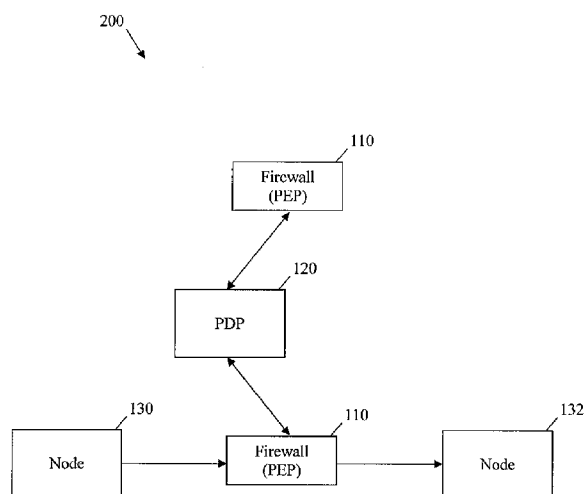 200
110
Firewall
(PEP)
120
PDP
130
110
132
Node
Firewall
(PEP)
Node